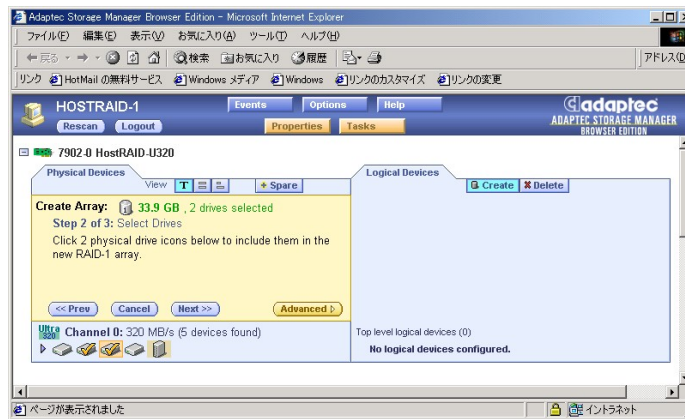 Adaptec Storage Manager Browser Edition - Microsoft Internet Explorer
ファイル(F) 編集(E) 表示(V) お気に入り(A) ツール(T) ヘルプ(H)
戻る 検索 お気に入り 履歴 アドレス(D
リンク HotMail の無料サービス Windows メディア Windows リンクのカスタマイズ リンクの変更
HOSTRAID-1 Events Options Help adaptec
Rescan Logout Properties Tasks ADAPTEC STORAGE MANAGER
BROWSER EDITION
7902-0 HostRAID-U320
Physical Devices Logical Devices
View T + Spare Create Delete
Create Array: 33.9 GB , 2 drives selected
Step 2 of 3: Select Drives
Click 2 physical drive icons below to include them in the
new RAID-1 array.
<< Prev Cancel Next >> Advanced
Ultra 320 Channel 0: 320 MB/s (5 devices found) Top level logical devices (0)
No logical devices configured.
ページが表示されました イントラネット